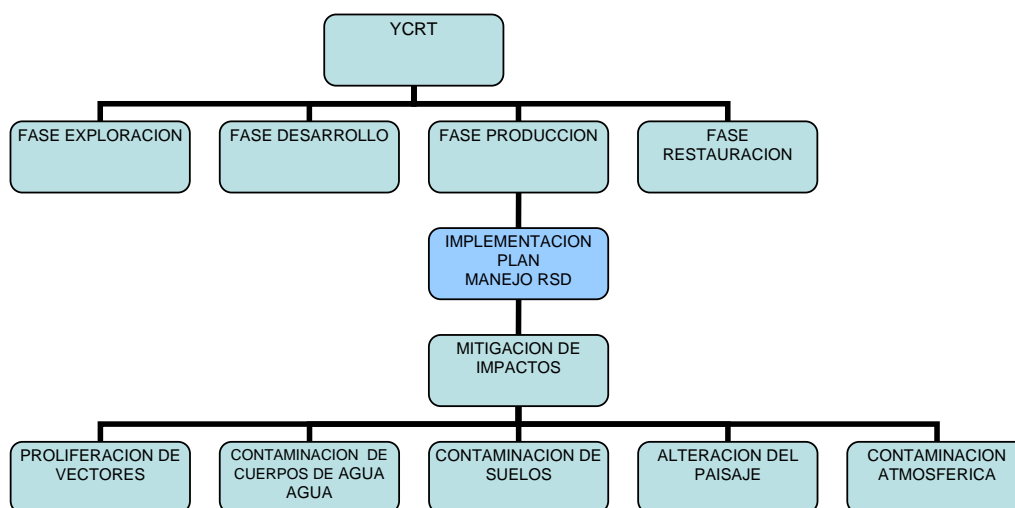 YCRT
FASE EXPLORACION
FASE DESARROLLO
FASE PRODUCCION
FASE
RESTAURACION
IMPLEMENTACION
PLAN
MANEJO RSD
MITIGACION DE
IMPACTOS
PROLIFERACION DE
VECTORES
CONTAMINACION DE
CUERPOS DE AGUA
AGUA
CONTAMINACION DE
SUELOS
ALTERACION DEL
PAISAJE
CONTAMINACION
ATMOSFERICA